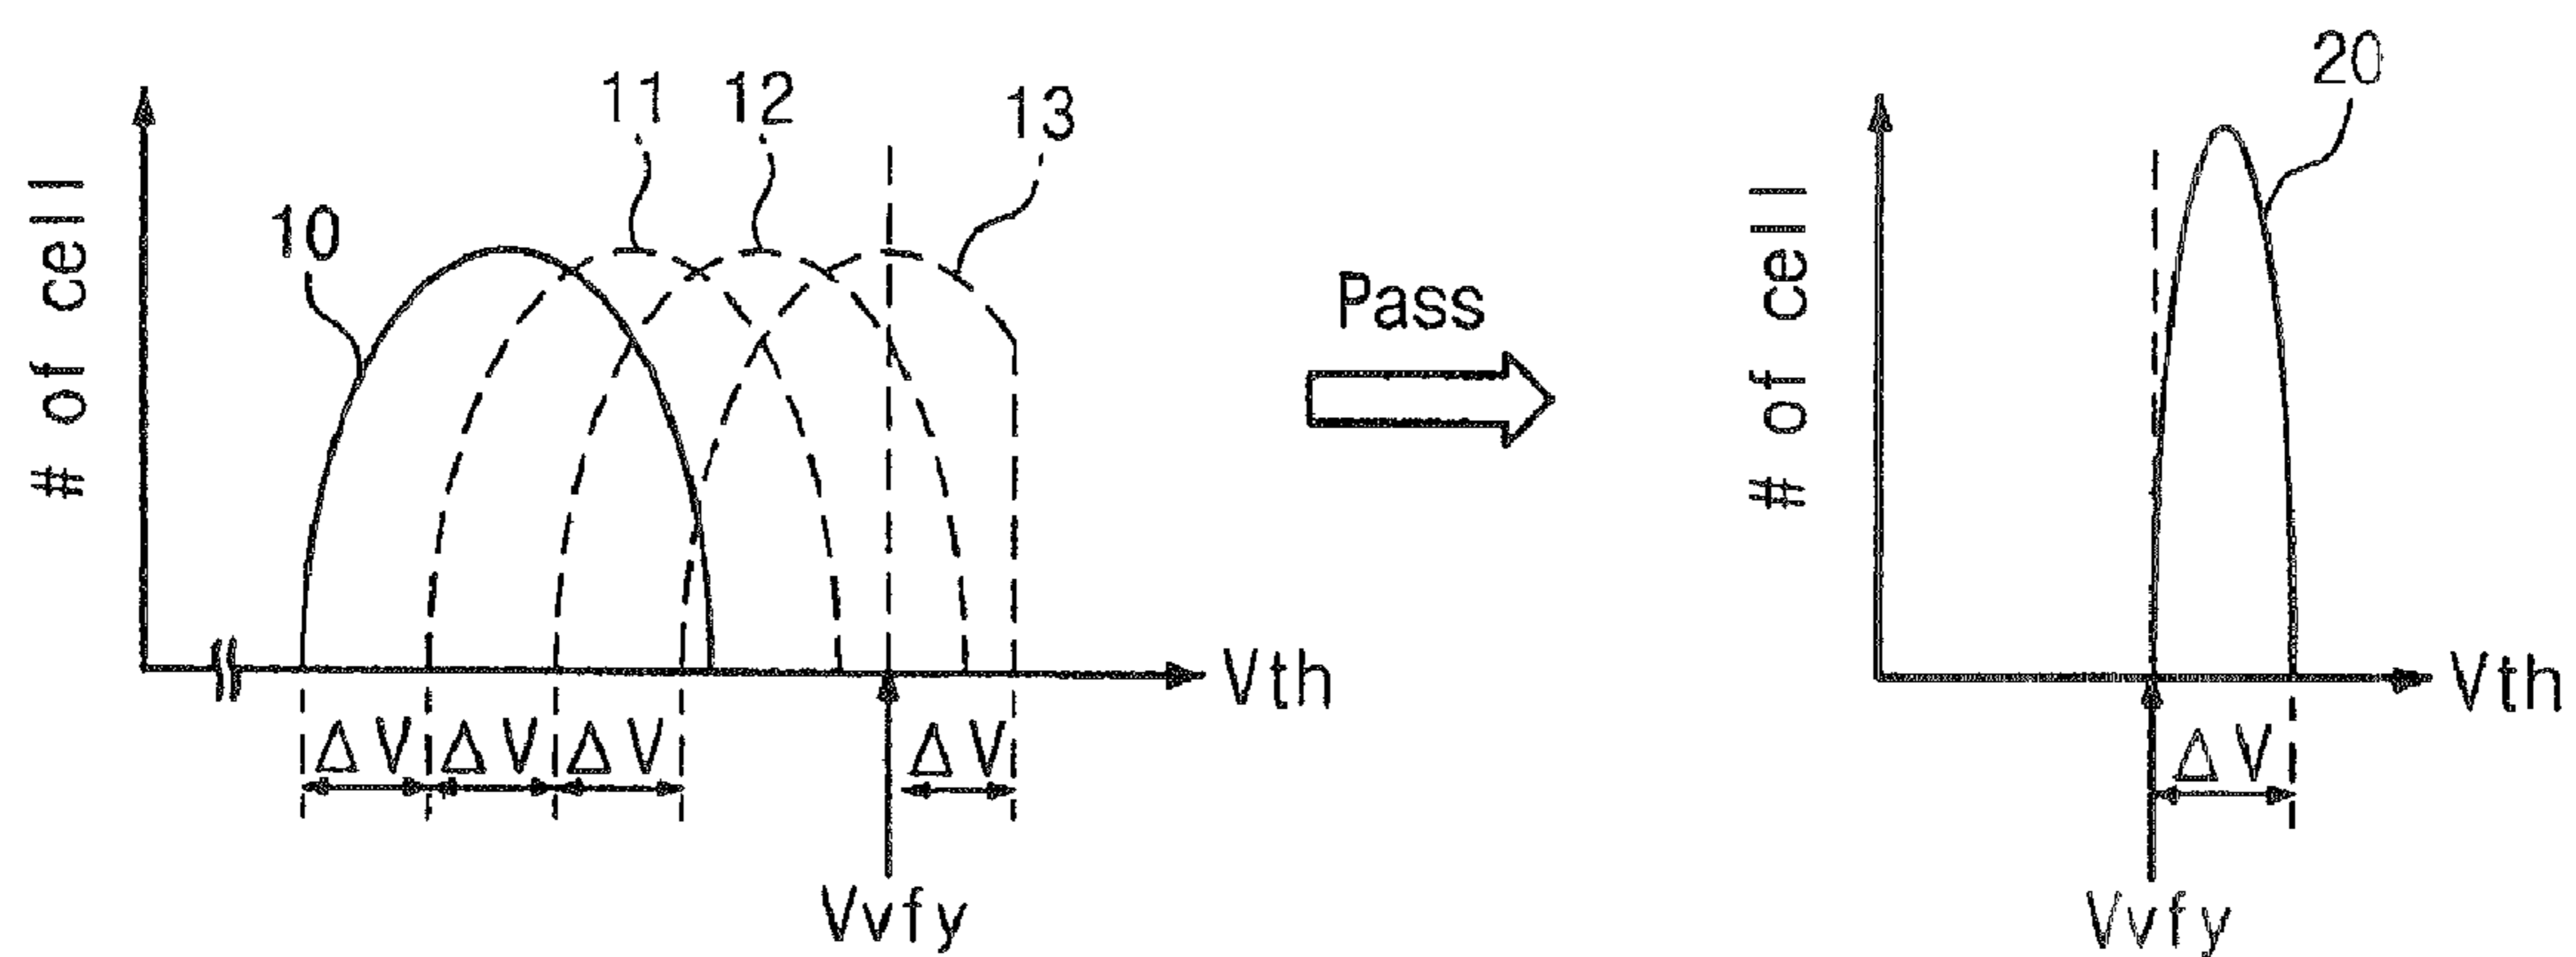 # of cell
10
11
12
13
Vth
ΔV
ΔV
ΔV
ΔV
Vvfy
Pass
# of cell
20
Vth
ΔV
Vvfy